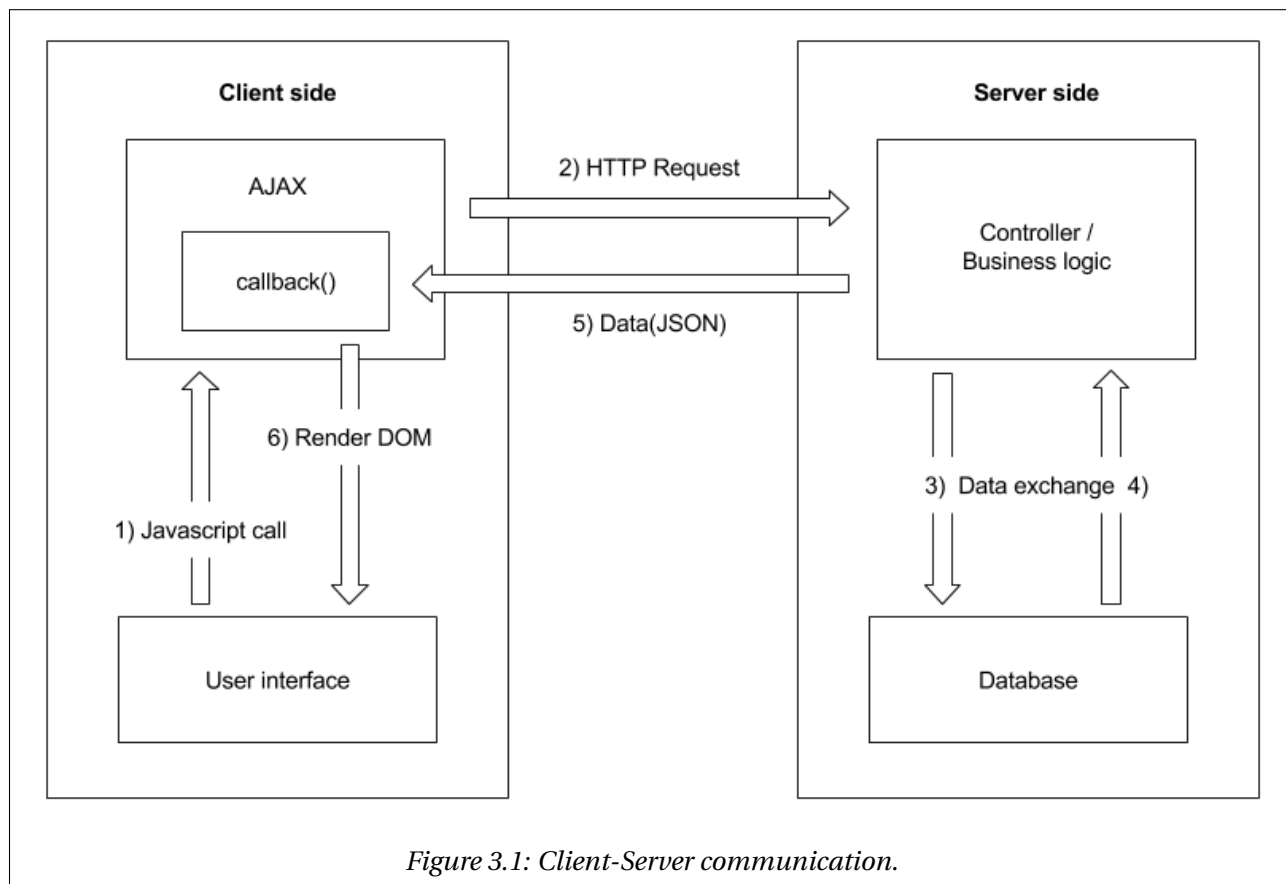 Client side
Server side
AJAX
callback()
2) HTTP Request
Controller /
Business logic
5) Data(JSON)
6) Render DOM
1) Javascript call
3)  Data exchange  4)
User interface
Database
Figure 3.1: Client-Server communication.